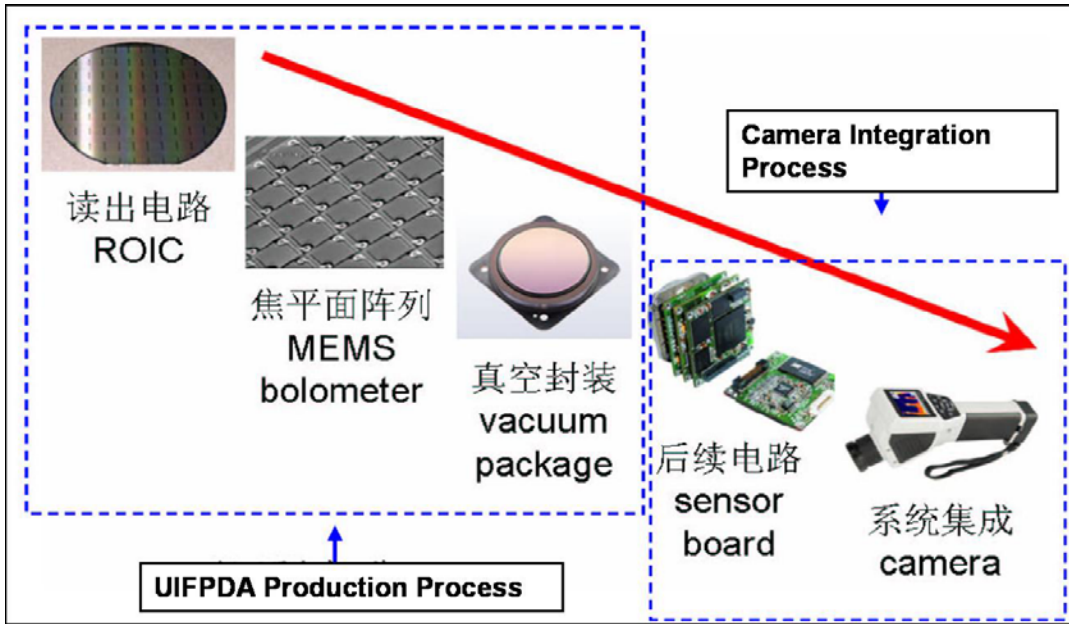 读出电路
ROIC
焦平面阵列
MEMS
bolometer
真空封装
vacuum
package
UIFPDA Production Process
Camera Integration
Process
后续电路
sensor
board
系统集成
camera